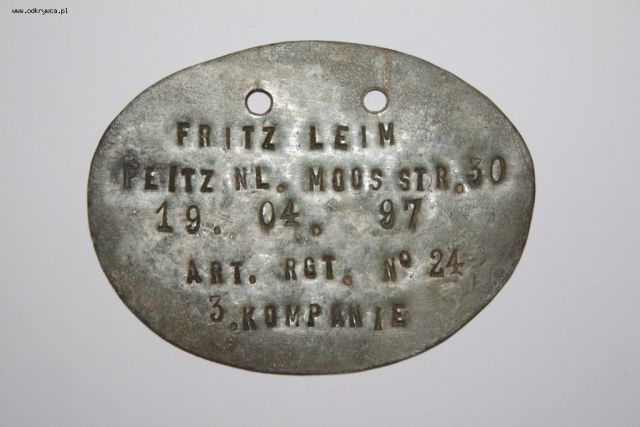 www.odkrywca.pl
FRITZ LEIM
PEITZ NL. MOOS STR. 30
19. 04. 97
ART. RGT. Nº 24
3. KOMPANIE